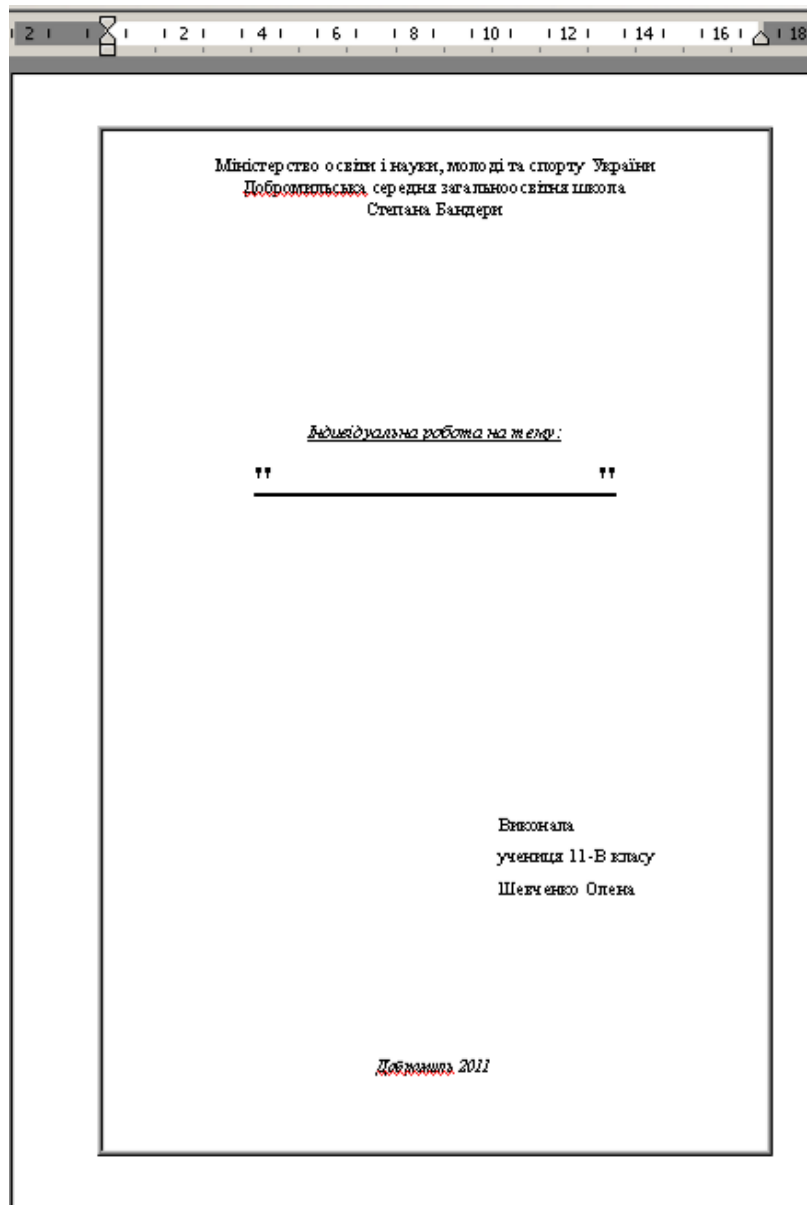 2 2 4 6 8 10 12 14 16 18
Міністерство освіти і науки, молоді та спорту України
Добромильська середня загальноосвітня школа
Степана Бандери
Індивідуальна робота на тему:
" "
Виконала
учениця 11-В класу
Шевченко Олена
Добромиль 2011